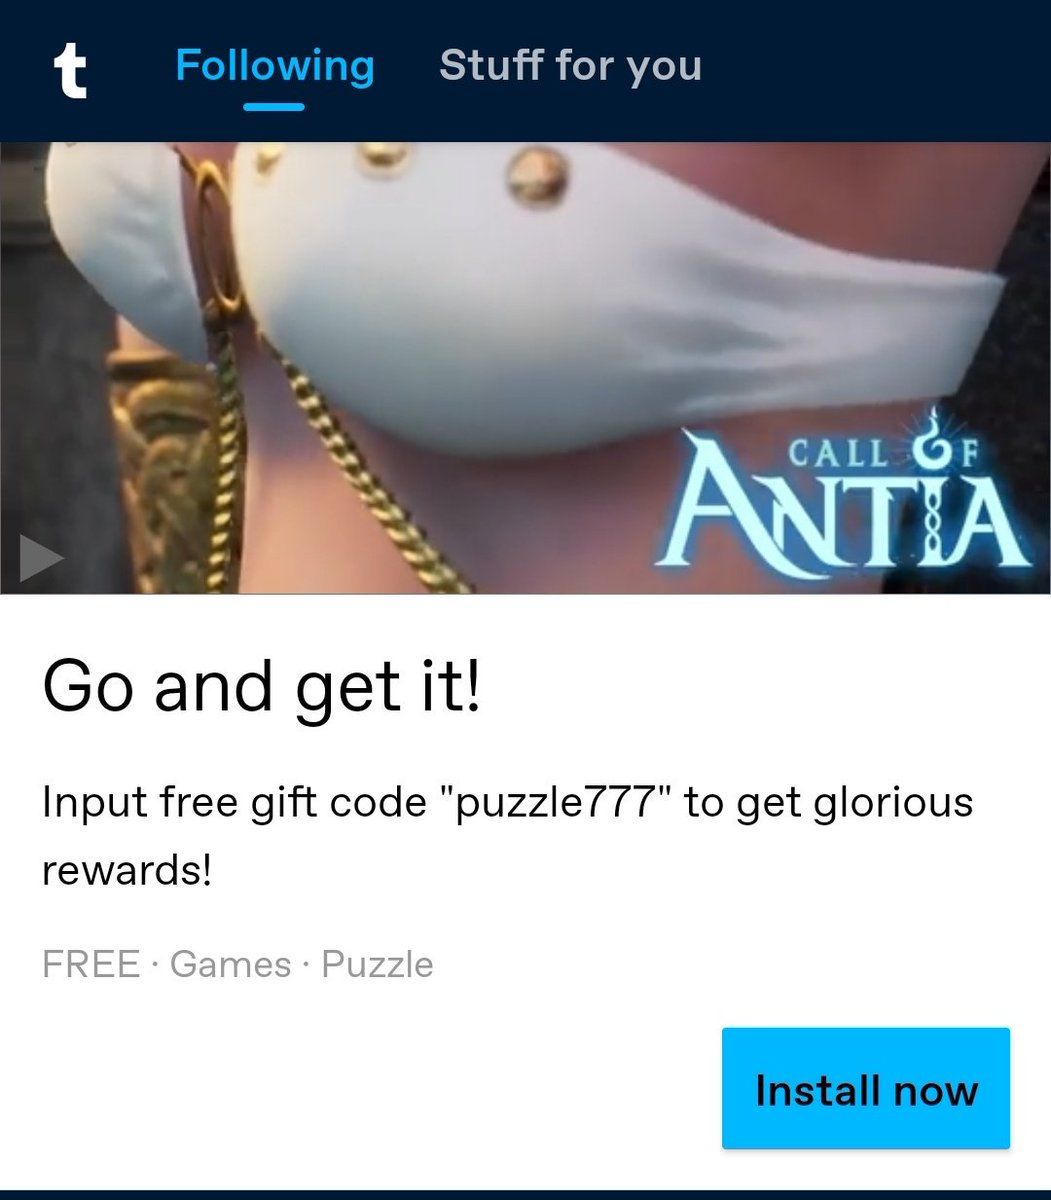 t Following Stuff for you
CALL OF
ANTIA
Go and get it!
Input free gift code "puzzle777" to get glorious
rewards!
FREE · Games · Puzzle
Install now